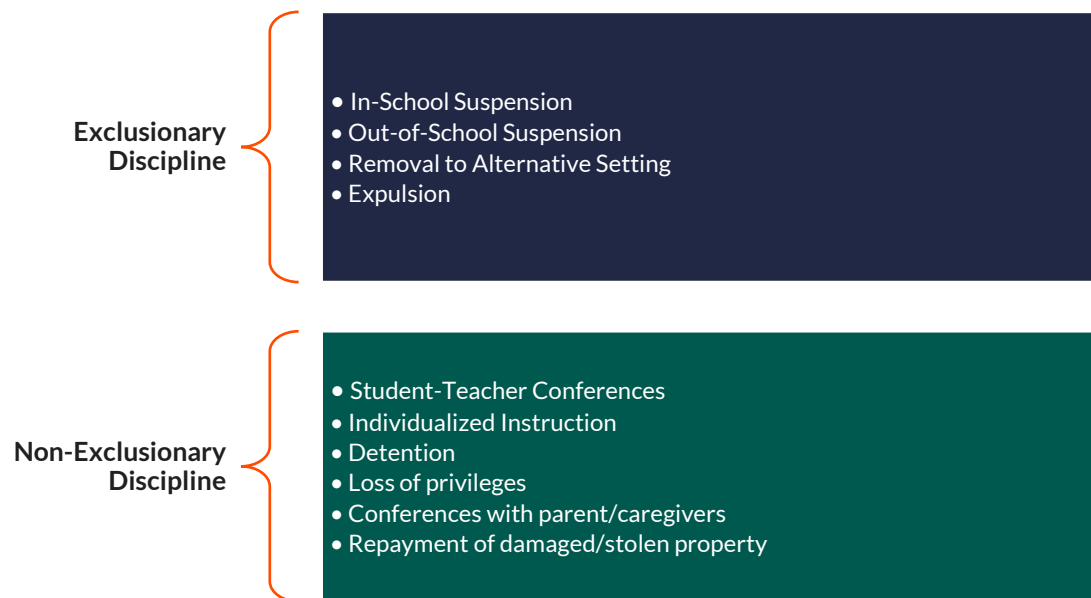 Exclusionary
Discipline
• In-School Suspension
• Out-of-School Suspension
• Removal to Alternative Setting
• Expulsion
Non-Exclusionary
Discipline
• Student-Teacher Conferences
• Individualized Instruction
• Detention
• Loss of privileges
• Conferences with parent/caregivers
• Repayment of damaged/stolen property